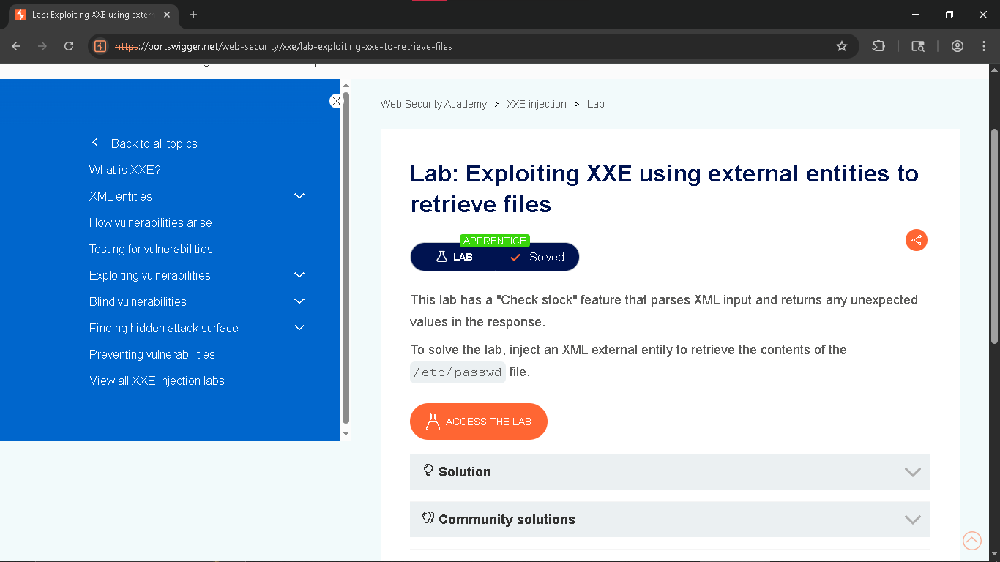 Lab: Exploiting XXE using exter
https://portswigger.net/web-security/xxe/lab-exploiting-xxe-to-retrieve-files
Back to all topics
What is XXE?
XML entities
How vulnerabilities arise
Testing for vulnerabilities
Exploiting vulnerabilities
Blind vulnerabilities
Finding hidden attack surface
Preventing vulnerabilities
View all XXE injection labs
Web Security Academy > XXE injection > Lab
Lab: Exploiting XXE using external entities to
retrieve files
APPRENTICE
LAB Solved
This lab has a "Check stock" feature that parses XML input and returns any unexpected
values in the response.
To solve the lab, inject an XML external entity to retrieve the contents of the
/etc/passwd file.
ACCESS THE LAB
Solution
Community solutions